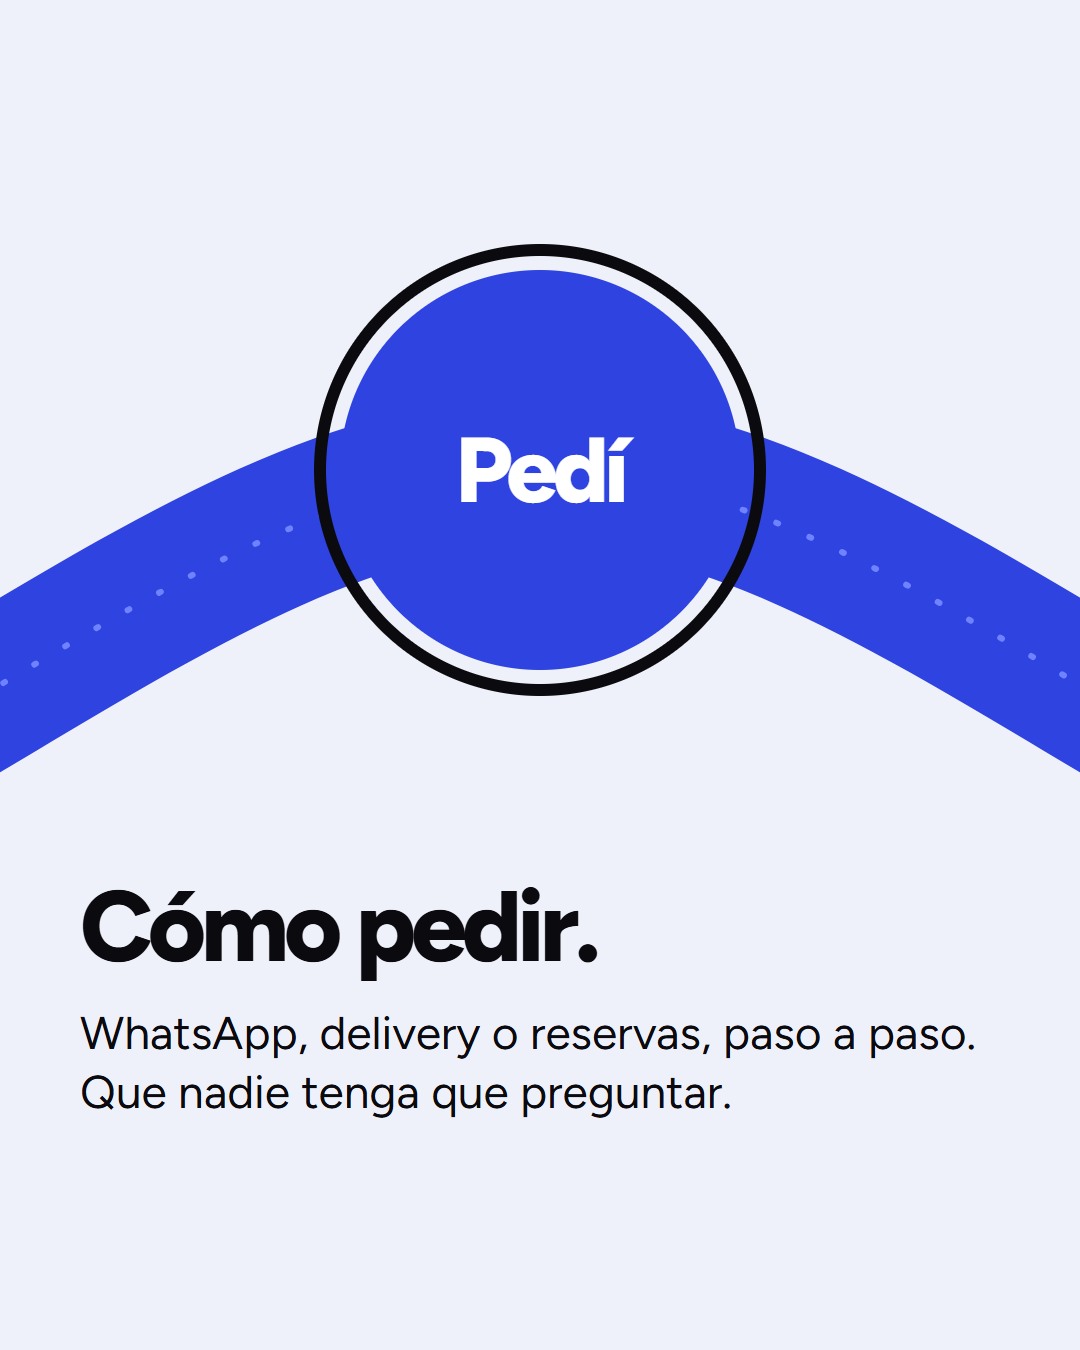 Pedí
Cómo pedir.
WhatsApp, delivery o reservas, paso a paso.
Que nadie tenga que preguntar.